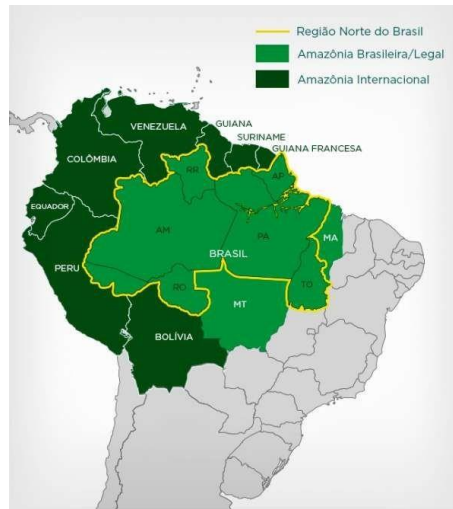 Região Norte do Brasil
Amazônia Brasileira/Legal
Amazônia Internacional
VENEZUELA
GUIANA
SURINAME
GUIANA FRANCESA
COLÔMBIA
RR
AP
EQUADOR
AM
PA
MA
BRASIL
PERU
RO
TO
MT
BOLÍVIA